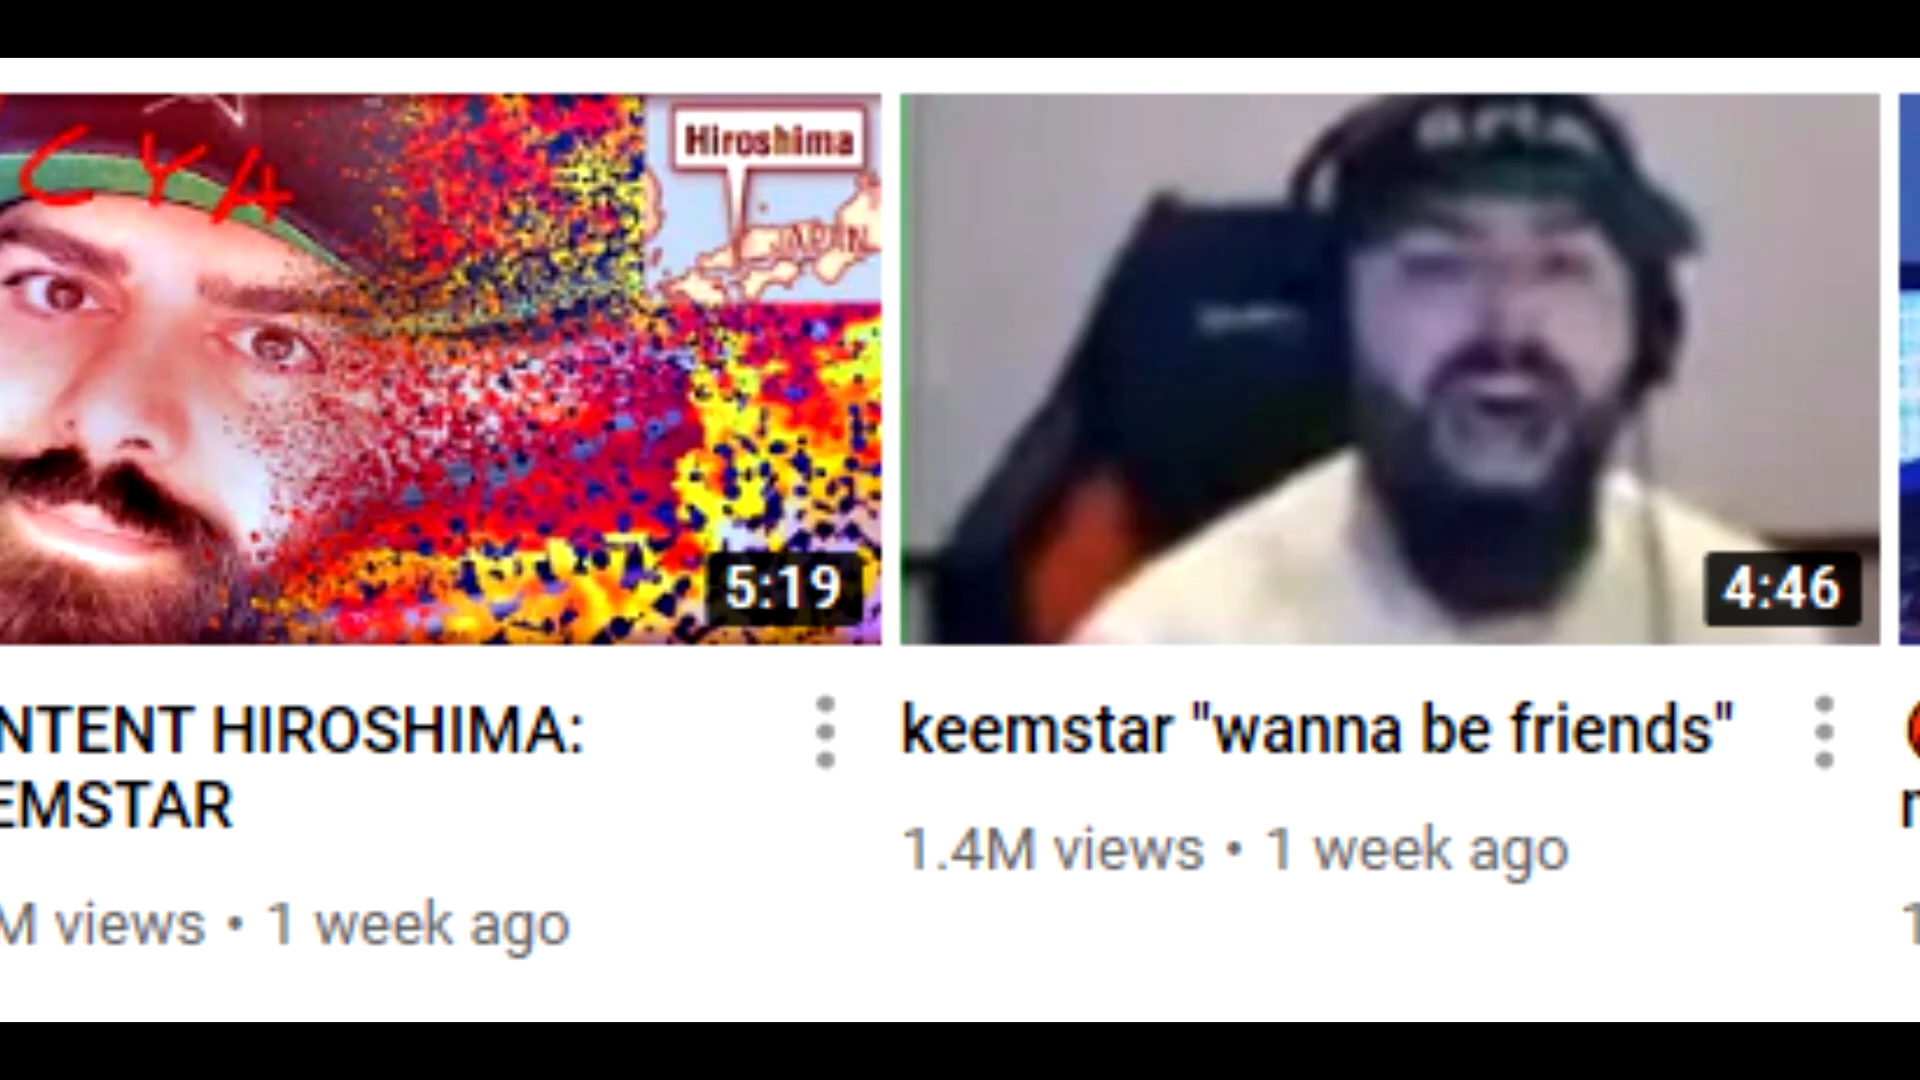 CYA
Hiroshima
JAPAN
5:19
4:46
NTENT HIROSHIMA:
EMSTAR
M views • 1 week ago
keemstar "wanna be friends"
1.4M views • 1 week ago